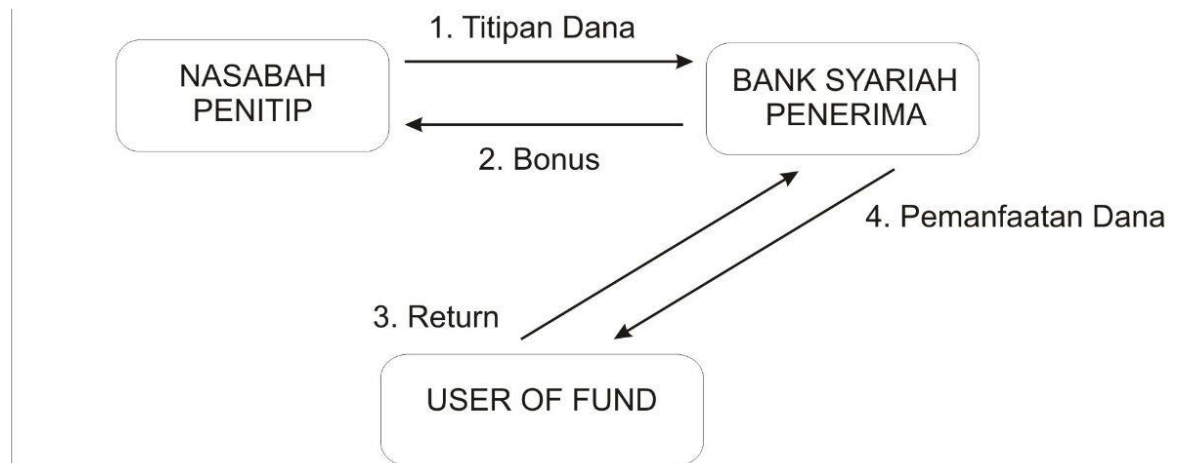 1. Titipan Dana
NASABAH
PENITIP
BANK SYARIAH
PENERIMA
2. Bonus
4. Pemanfaatan Dana
3. Return
USER OF FUND